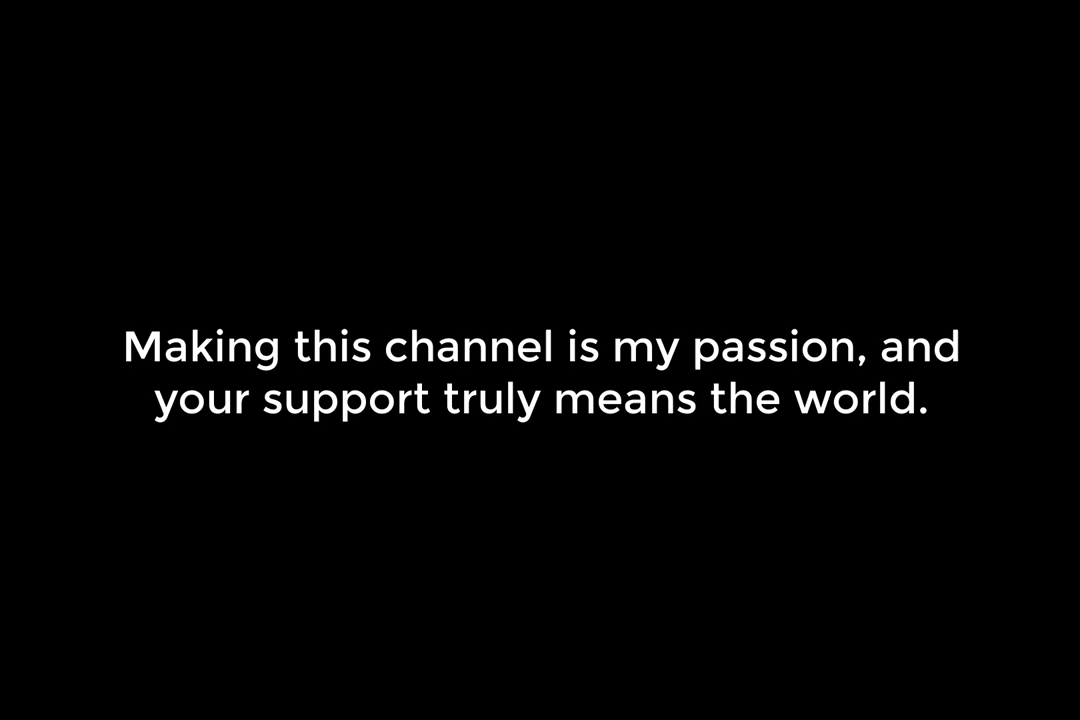 Making this channel is my passion, and
your support truly means the world.